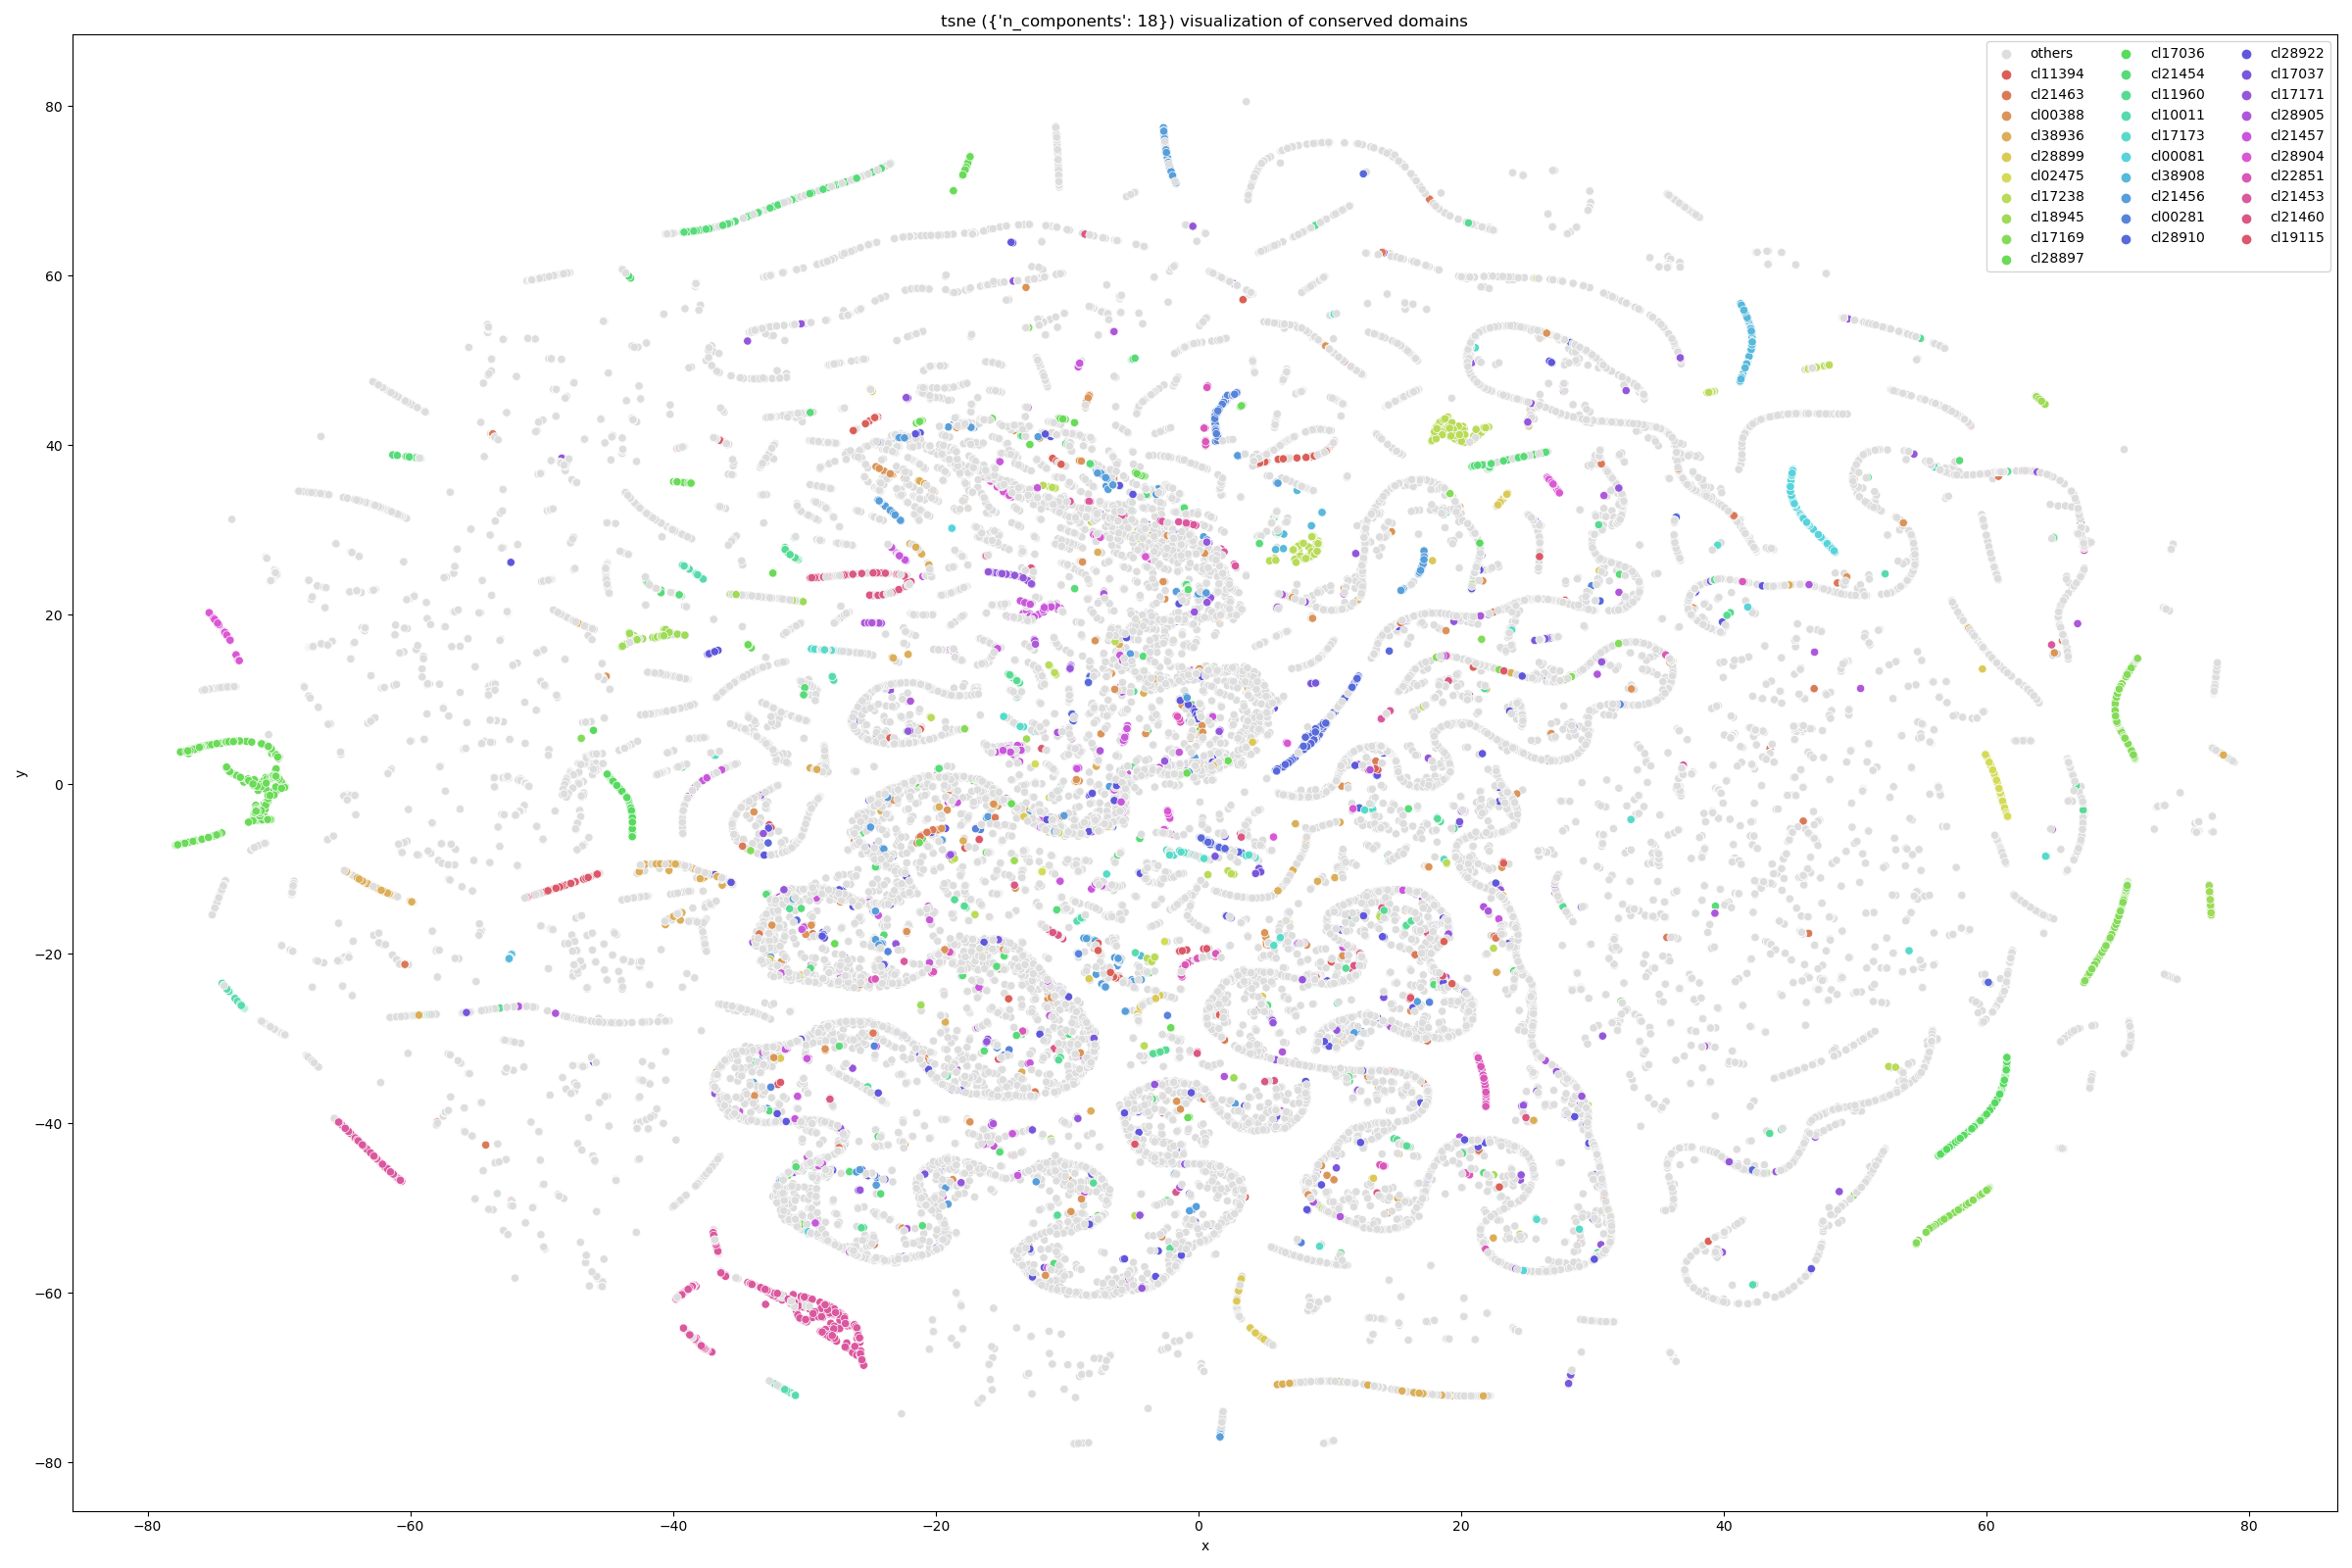 tsne ({'n_components': 18}) visualization of conserved domains
others
cl11394
cl21463
cl00388
cl38936
cl28899
cl02475
cl17238
cl18945
cl17169
cl28897
cl17036
cl21454
cl11960
cl10011
cl17173
cl00081
cl38908
cl21456
cl00281
cl28910
cl28922
cl17037
cl17171
cl28905
cl21457
cl28904
cl22851
cl21453
cl21460
cl19115
80
60
40
20
0
−20
−40
−60
−80
y
−80
−60
−40
−20
0
20
40
60
80
x